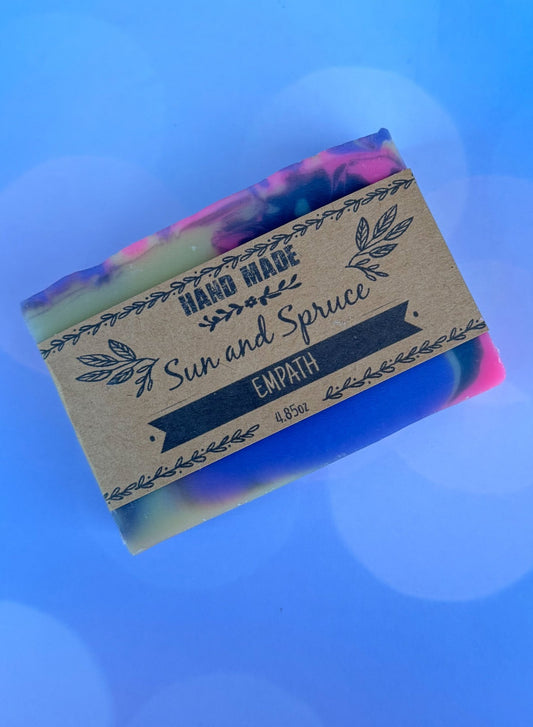 HAND MADE
Sun and Spruce
EMPATH
4.85oz